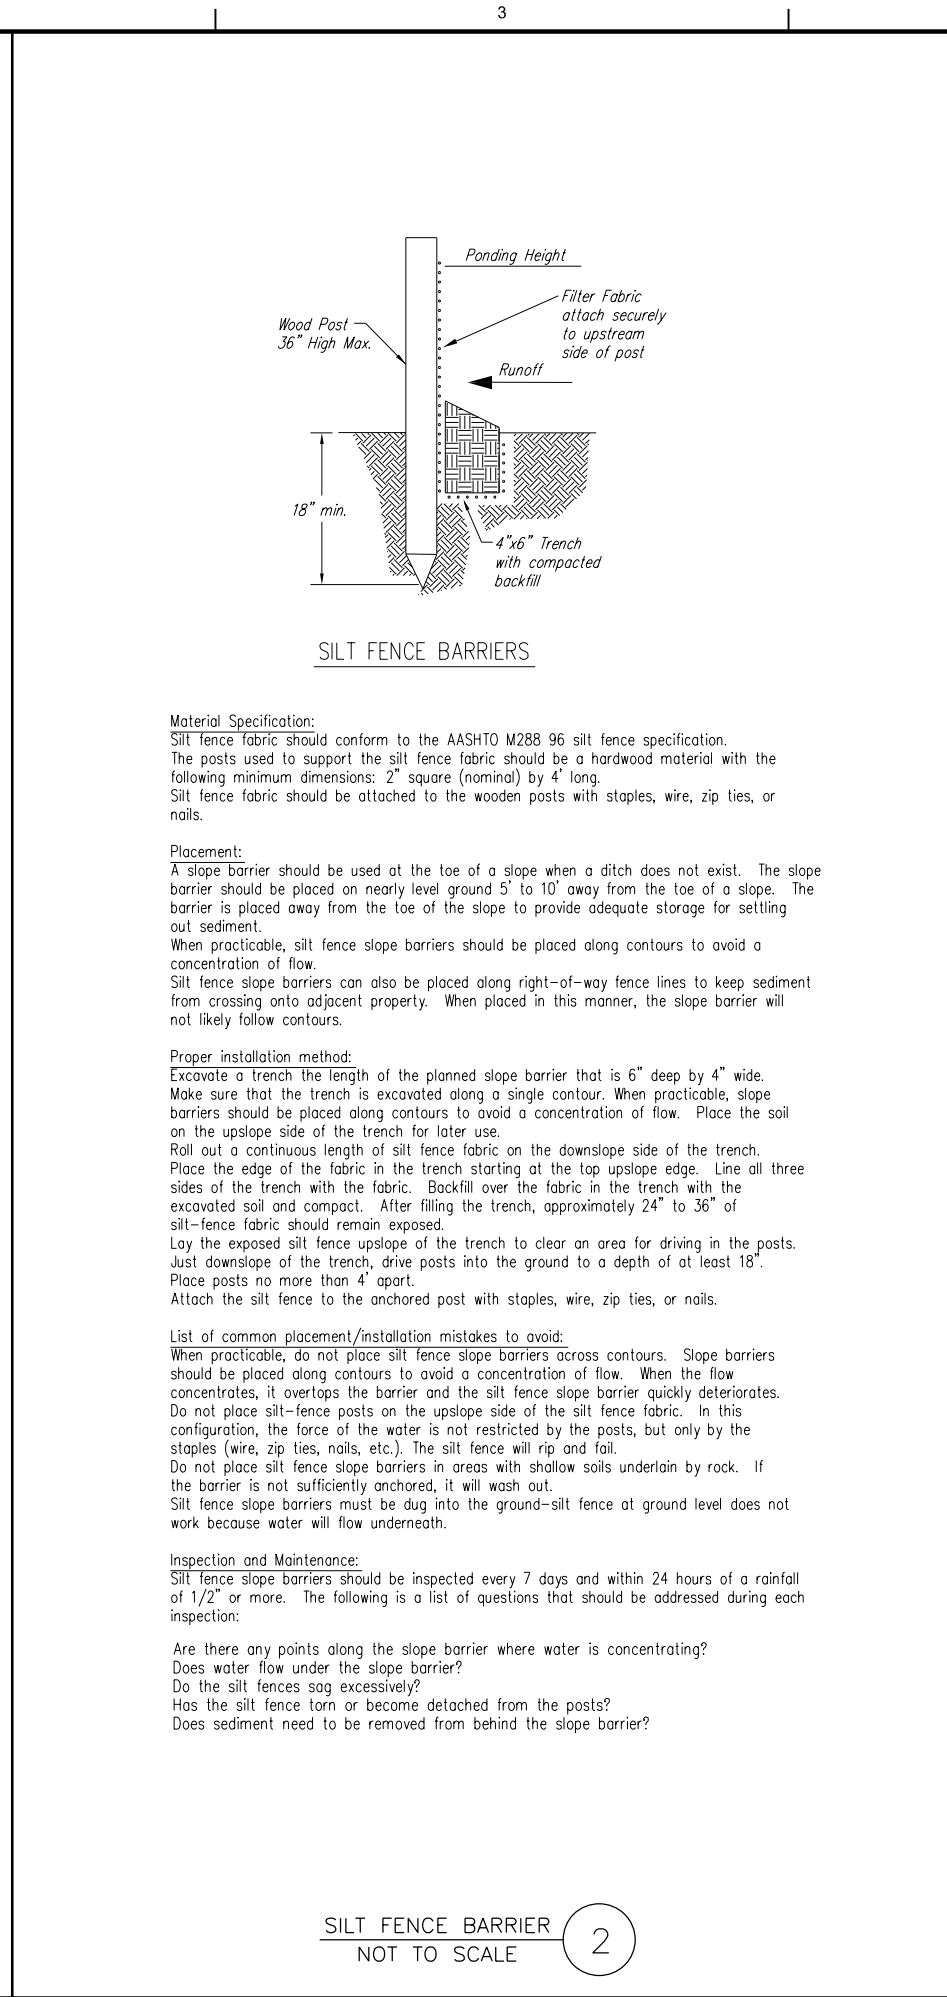 3
Ponding Height
Filter Fabric
attach securely
to upstream
side of post
Wood Post
36" High Max.
Runoff
18" min.
4"x6" Trench
with compacted
backfill
SILT FENCE BARRIERS
Material Specification:
Silt fence fabric should conform to the AASHTO M288 96 silt fence specification.
The posts used to support the silt fence fabric should be a hardwood material with the
following minimum dimensions: 2" square (nominal) by 4' long.
Silt fence fabric should be attached to the wooden posts with staples, wire, zip ties, or
nails.
Placement:
A slope barrier should be used at the toe of a slope when a ditch does not exist. The slope
barrier should be placed on nearly level ground 5' to 10' away from the toe of a slope. The
barrier is placed away from the toe of the slope to provide adequate storage for settling
out sediment.
When practicable, silt fence slope barriers should be placed along contours to avoid a
concentration of flow.
Silt fence slope barriers can also be placed along right-of-way fence lines to keep sediment
from crossing onto adjacent property. When placed in this manner, the slope barrier will
not likely follow contours.
Proper installation method:
Excavate a trench the length of the planned slope barrier that is 6" deep by 4" wide.
Make sure that the trench is excavated along a single contour. When practicable, slope
barriers should be placed along contours to avoid a concentration of flow. Place the soil
on the upslope side of the trench for later use.
Roll out a continuous length of silt fence fabric on the downslope side of the trench.
Place the edge of the fabric in the trench starting at the top upslope edge. Line all three
sides of the trench with the fabric. Backfill over the fabric in the trench with the
excavated soil and compact. After filling the trench, approximately 24" to 36" of
silt-fence fabric should remain exposed.
Lay the exposed silt fence upslope of the trench to clear an area for driving in the posts.
Just downslope of the trench, drive posts into the ground to a depth of at least 18".
Place posts no more than 4' apart.
Attach the silt fence to the anchored post with staples, wire, zip ties, or nails.
List of common placement/installation mistakes to avoid:
When practicable, do not place silt fence slope barriers across contours. Slope barriers
should be placed along contours to avoid a concentration of flow. When the flow
concentrates, it overtops the barrier and the silt fence slope barrier quickly deteriorates.
Do not place silt-fence posts on the upslope side of the silt fence fabric. In this
configuration, the force of the water is not restricted by the posts, but only by the
staples (wire, zip ties, nails, etc.). The silt fence will rip and fail.
Do not place silt fence slope barriers in areas with shallow soils underlain by rock. If
the barrier is not sufficiently anchored, it will wash out.
Silt fence slope barriers must be dug into the ground-silt fence at ground level does not
work because water will flow underneath.
Inspection and Maintenance:
Silt fence slope barriers should be inspected every 7 days and within 24 hours of a rainfall
of 1/2" or more. The following is a list of questions that should be addressed during each
inspection:
Are there any points along the slope barrier where water is concentrating?
Does water flow under the slope barrier?
Do the silt fences sag excessively?
Has the silt fence torn or become detached from the posts?
Does sediment need to be removed from behind the slope barrier?
SILT FENCE BARRIER
NOT TO SCALE
2